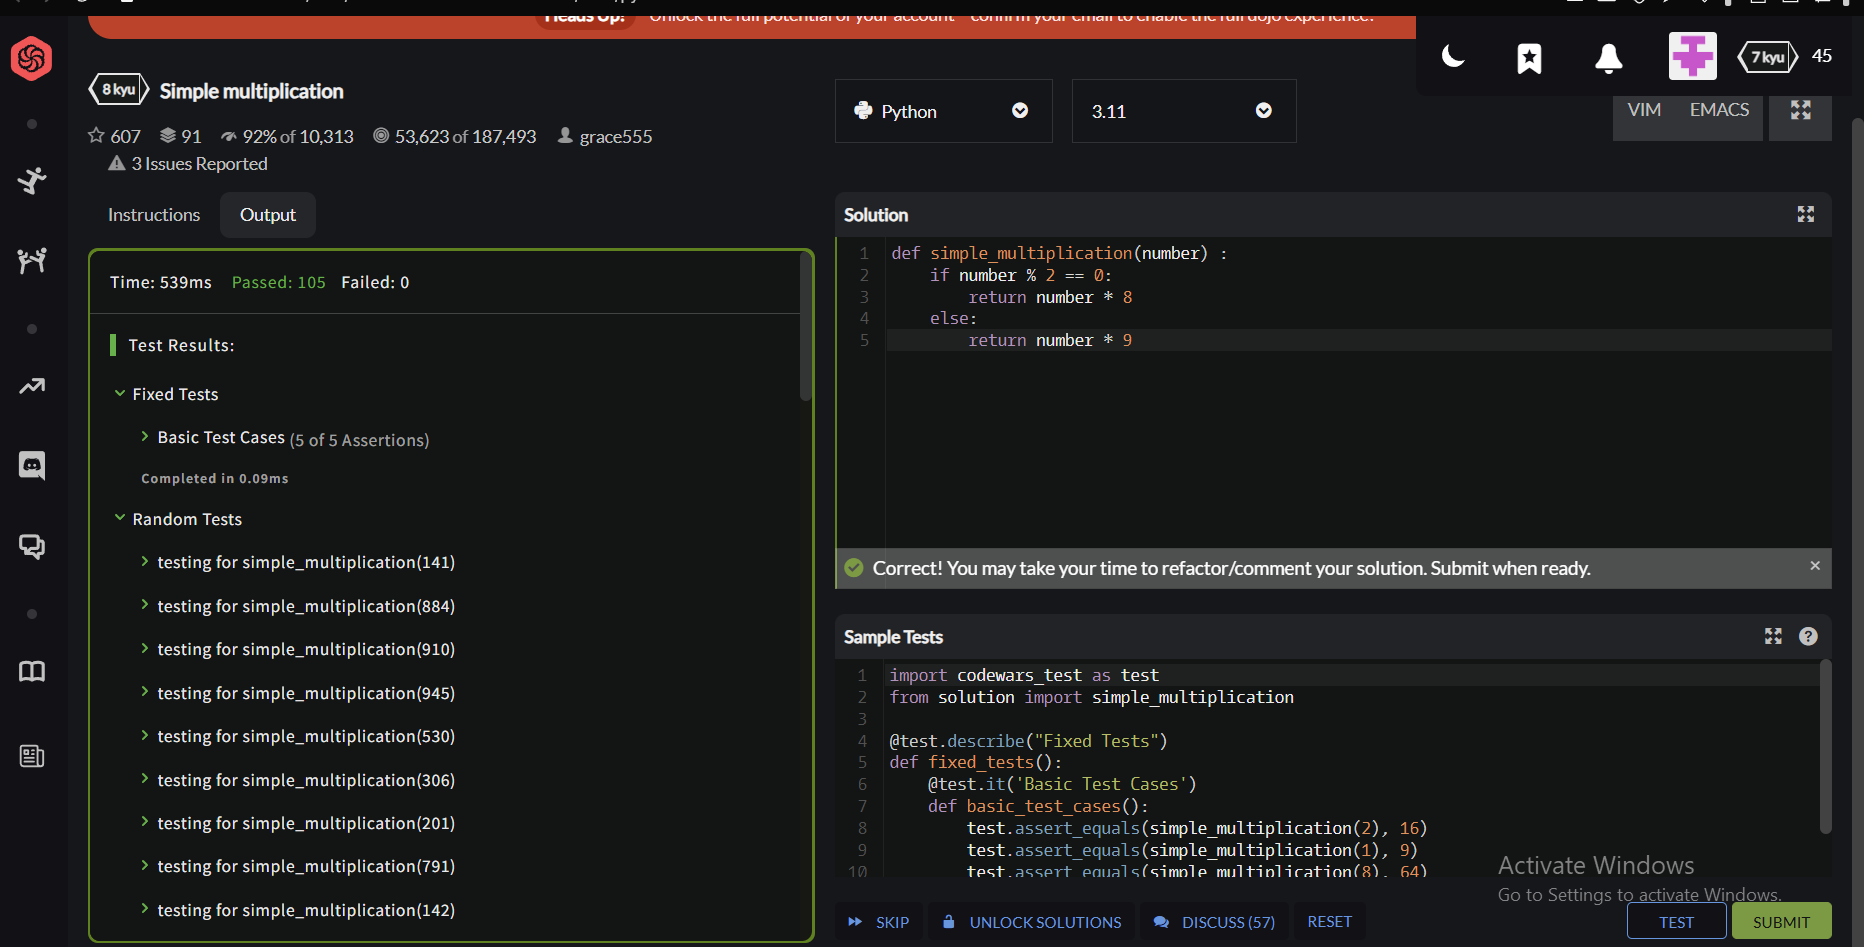 Heads Up! Unlock the full potential of your account - confirm your email to enable the full dojo experience.
7 kyu 45
8 kyu Simple multiplication
607 91 92% of 10,313 53,623 of 187,493 grace555
3 Issues Reported
Python 3.11 VIM EMACS
Instructions Output
Time: 539ms Passed: 105 Failed: 0
Test Results:
Fixed Tests
Basic Test Cases (5 of 5 Assertions)
Completed in 0.09ms
Random Tests
testing for simple_multiplication(141)
testing for simple_multiplication(884)
testing for simple_multiplication(910)
testing for simple_multiplication(945)
testing for simple_multiplication(530)
testing for simple_multiplication(306)
testing for simple_multiplication(201)
testing for simple_multiplication(791)
testing for simple_multiplication(142)
Solution
1 def simple_multiplication(number) :
2 if number % 2 == 0:
3 return number * 8
4 else:
5 return number * 9
Correct! You may take your time to refactor/comment your solution. Submit when ready. ×
Sample Tests ?
1 import codewars_test as test
2 from solution import simple_multiplication
3
4 @test.describe("Fixed Tests")
5 def fixed_tests():
6 @test.it('Basic Test Cases')
7 def basic_test_cases():
8 test.assert_equals(simple_multiplication(2), 16)
9 test.assert_equals(simple_multiplication(1), 9)
10 test.assert_equals(simple_multiplication(8), 64)
Activate Windows
Go to Settings to activate Windows.
SKIP UNLOCK SOLUTIONS DISCUSS (57) RESET TEST SUBMIT